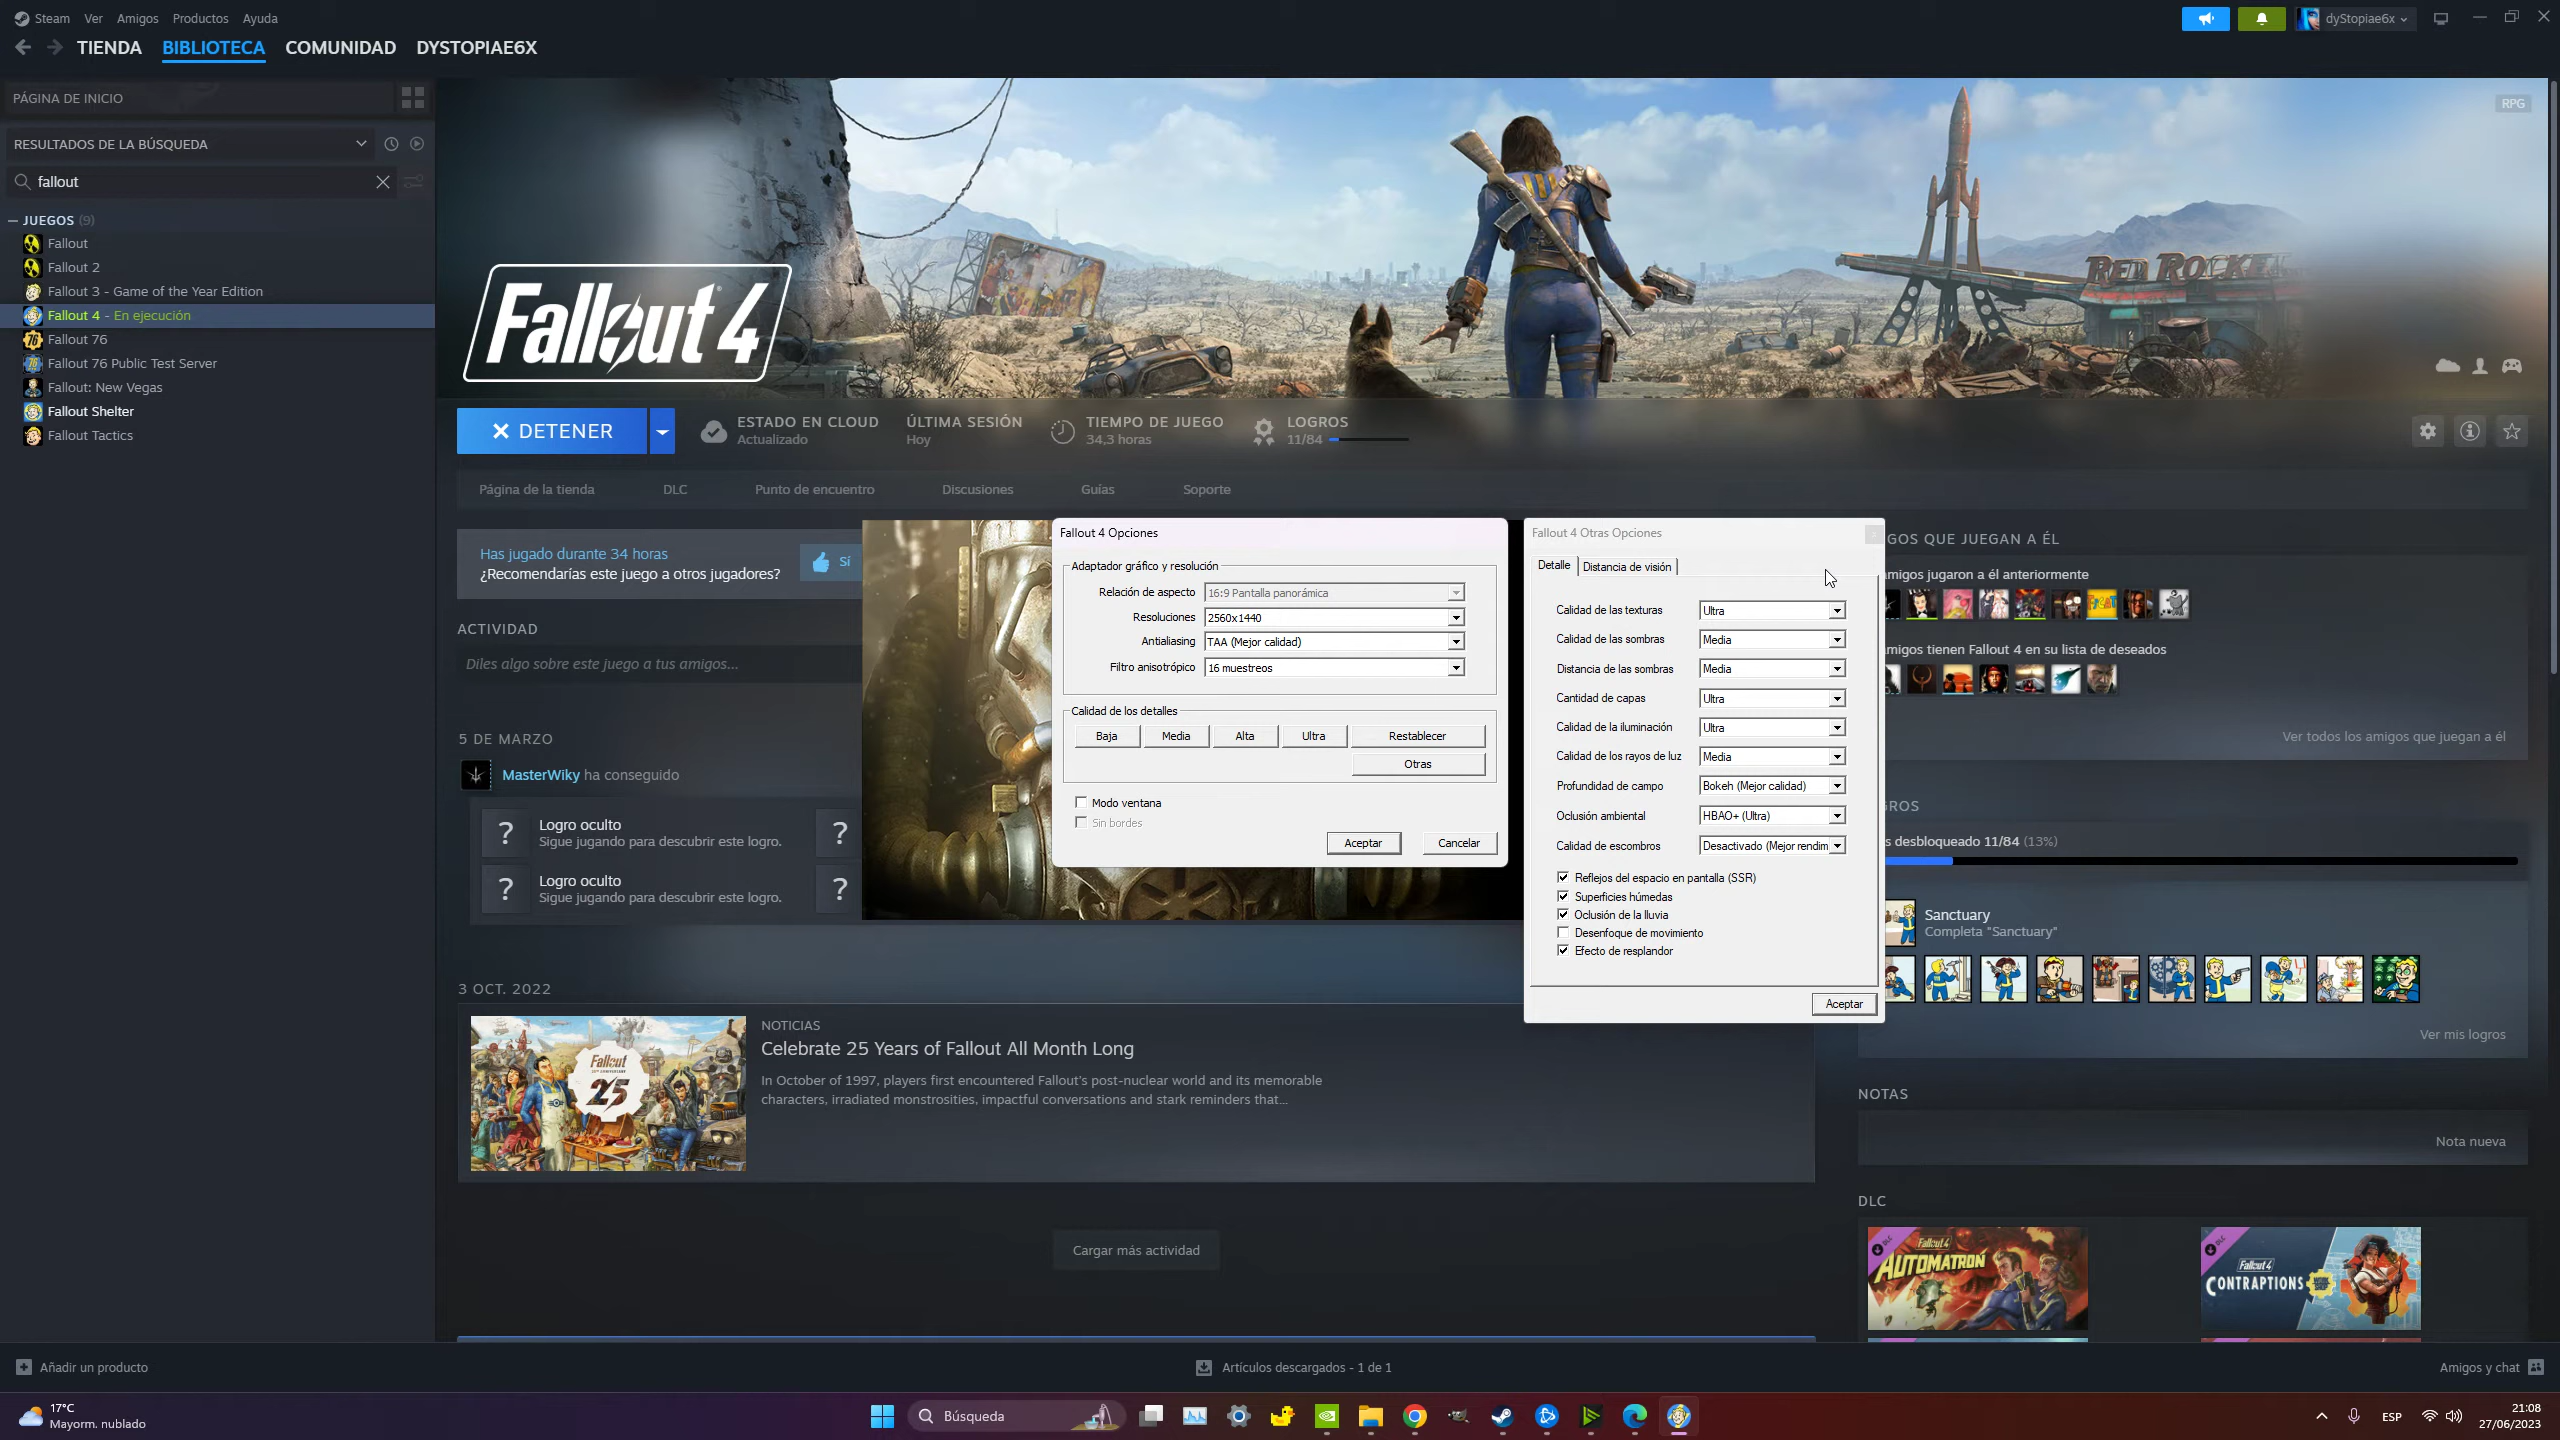 Steam Ver Amigos Productos Ayuda
dyStopiae6x
TIENDA BIBLIOTECA COMUNIDAD DYSTOPIAE6X
PÁGINA DE INICIO
RESULTADOS DE LA BÚSQUEDA
fallout
— JUEGOS (9)
Fallout
Fallout 2
Fallout 3 - Game of the Year Edition
Fallout 4 - En ejecución
Fallout 76
Fallout 76 Public Test Server
Fallout: New Vegas
Fallout Shelter
Fallout Tactics
RPG
Fallout 4
RED ROCKE
DETENER
ESTADO EN CLOUD
Actualizado
ÚLTIMA SESIÓN
Hoy
TIEMPO DE JUEGO
34,3 horas
LOGROS
11/84
Página de la tienda DLC Punto de encuentro Discusiones Guías Soporte
Has jugado durante 34 horas
¿Recomendarías este juego a otros jugadores?
Sí
ACTIVIDAD
Diles algo sobre este juego a tus amigos...
5 DE MARZO
MasterWiky ha conseguido
Logro oculto
Sigue jugando para descubrir este logro.
?
?
Logro oculto
Sigue jugando para descubrir este logro.
?
?
3 OCT. 2022
Fallout
25
NOTICIAS
Celebrate 25 Years of Fallout All Month Long
In October of 1997, players first encountered Fallout's post-nuclear world and its memorable
characters, irradiated monstrosities, impactful conversations and stark reminders that...
Cargar más actividad
Fallout 4 Opciones
Adaptador gráfico y resolución
Relación de aspecto 16:9 Pantalla panorámica
Resoluciones 2560x1440
Antialiasing TAA (Mejor calidad)
Filtro anisotrópico 16 muestreos
Calidad de los detalles
Baja Media Alta Ultra Restablecer
Otras
Modo ventana
Sin bordes
Aceptar Cancelar
Fallout 4 Otras Opciones
Detalle Distancia de visión
Calidad de las texturas Ultra
Calidad de las sombras Media
Distancia de las sombras Media
Cantidad de capas Ultra
Calidad de la iluminación Ultra
Calidad de los rayos de luz Media
Profundidad de campo Bokeh (Mejor calidad)
Oclusión ambiental HBAO+ (Ultra)
Calidad de escombros Desactivado (Mejor rendim
Reflejos del espacio en pantalla (SSR)
Superficies húmedas
Oclusión de la lluvia
Desenfoque de movimiento
Efecto de resplandor
Aceptar
GOS QUE JUEGAN A ÉL
amigos jugaron a él anteriormente
amigos tienen Fallout 4 en su lista de deseados
Ver todos los amigos que juegan a él
GROS
s desbloqueado 11/84 (13%)
Sanctuary
Completa "Sanctuary"
Ver mis logros
NOTAS
Nota nueva
DLC
DLC
Fallout 4
AUTOMATRON
DLC
Fallout 4
CONTRAPTIONS
Añadir un producto
Artículos descargados - 1 de 1
Amigos y chat
17°C
Mayorm. nublado
Búsqueda
ESP
21:08
27/06/2023